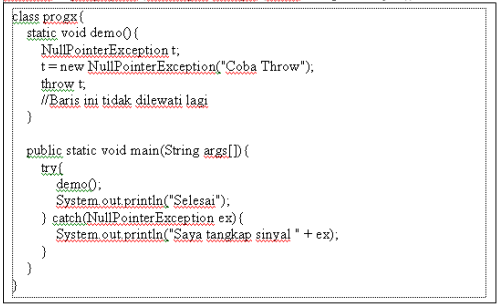 class progx{
static void demo(){
NullPointerException t;
t = new NullPointerException("Coba Throw");
throw t;
//Baris ini tidak dilewati lagi
}
public static void main(String args[]){
try{
demo();
System.out.println("Selesai");
} catch(NullPointerException ex){
System.out.println("Saya tangkap sinyal " + ex);
}
}
}